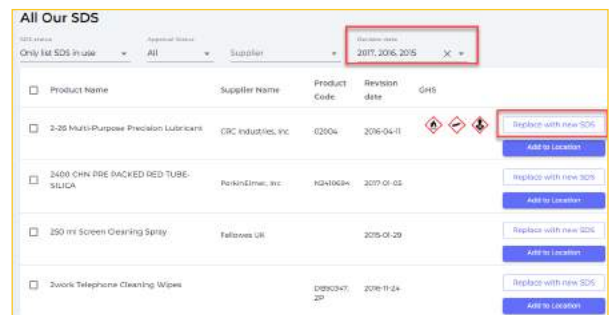 All Our SDS
SDS status
Approval Status
Revision date
Only list SDS in use
All
Supplier
2017, 2016, 2015
Product Name
Supplier Name
Product
Code
Revision
date
GHS
2-26 Multi-Purpose Precision Lubricant
CRC Industries, Inc
02004
2016-04-11
Replace with new SDS
Add to Location
2400 CHN PRE PACKED RED TUBE-
SILICA
PerkinElmer, Inc
2017-01-03
Replace with new SDS
Add to Location
250 ml Screen Cleaning Spray
Fellowes UK
2015-01-29
Replace with new SDS
Add to Location
2work Telephone Cleaning Wipes
2P
2016-11-24
Replace with new SDS
Add to Location